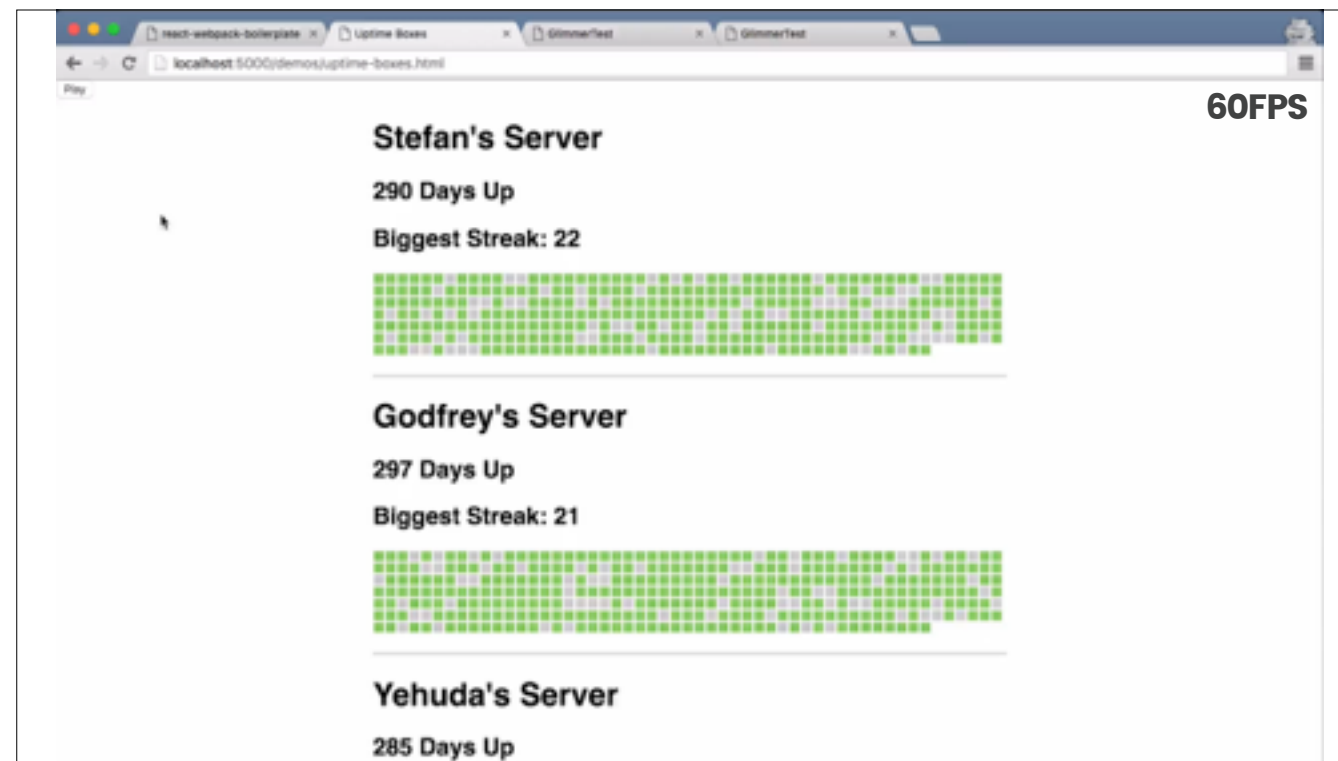 react-webpack-boilerplate
Uptime Boxes
GlimmerTest
GlimmerTest
localhost:5000/demos/uptime-boxes.html
Play
60FPS
Stefan's Server
290 Days Up
Biggest Streak: 22
Godfrey's Server
297 Days Up
Biggest Streak: 21
Yehuda's Server
285 Days Up